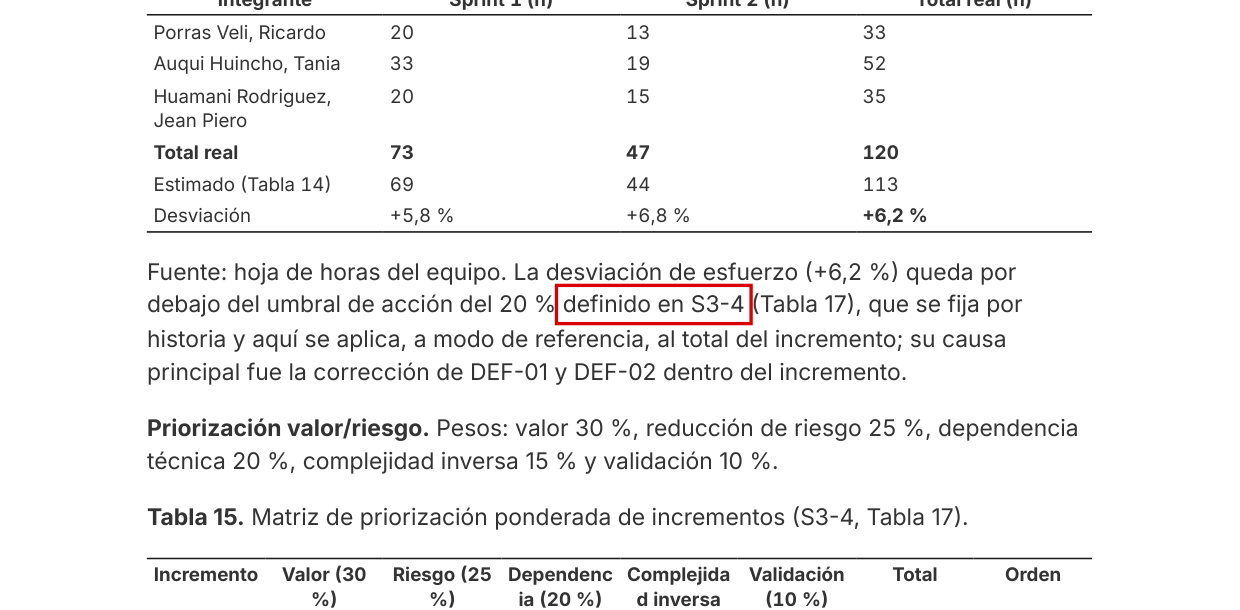 Integrante Sprint 1 (h) Sprint 2 (h) Total real (h)
Porras Veli, Ricardo 20 13 33
Auqui Huincho, Tania 33 19 52
Huamani Rodriguez, 20 15 35
Jean Piero
Total real 73 47 120
Estimado (Tabla 14) 69 44 113
Desviación +5,8 % +6,8 % +6,2 %
Fuente: hoja de horas del equipo. La desviación de esfuerzo (+6,2 %) queda por
debajo del umbral de acción del 20 % definido en S3-4 (Tabla 17), que se fija por
historia y aquí se aplica, a modo de referencia, al total del incremento; su causa
principal fue la corrección de DEF-01 y DEF-02 dentro del incremento.
Priorización valor/riesgo. Pesos: valor 30 %, reducción de riesgo 25 %, dependencia
técnica 20 %, complejidad inversa 15 % y validación 10 %.
Tabla 15. Matriz de priorización ponderada de incrementos (S3-4, Tabla 17).
Incremento Valor (30 Riesgo (25 Dependenc Complejida Validación Total Orden
%) %) ia (20 %) d inversa (10 %)